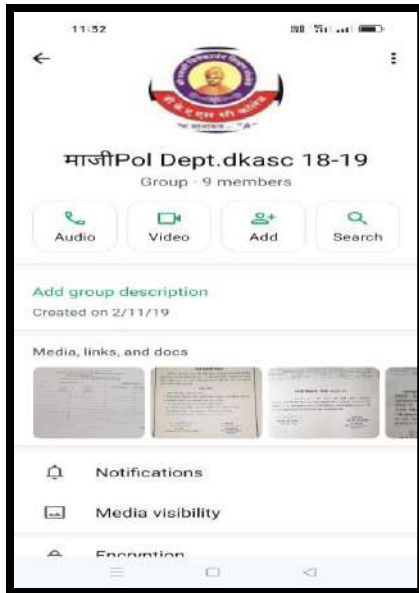 11:32
माजीPol Dept.dkasc 18-19
Group · 9 members
Audio Video Add Search
Add group description
Created on 2/11/19
Media, links, and docs
Notifications
Media visibility
Encryption